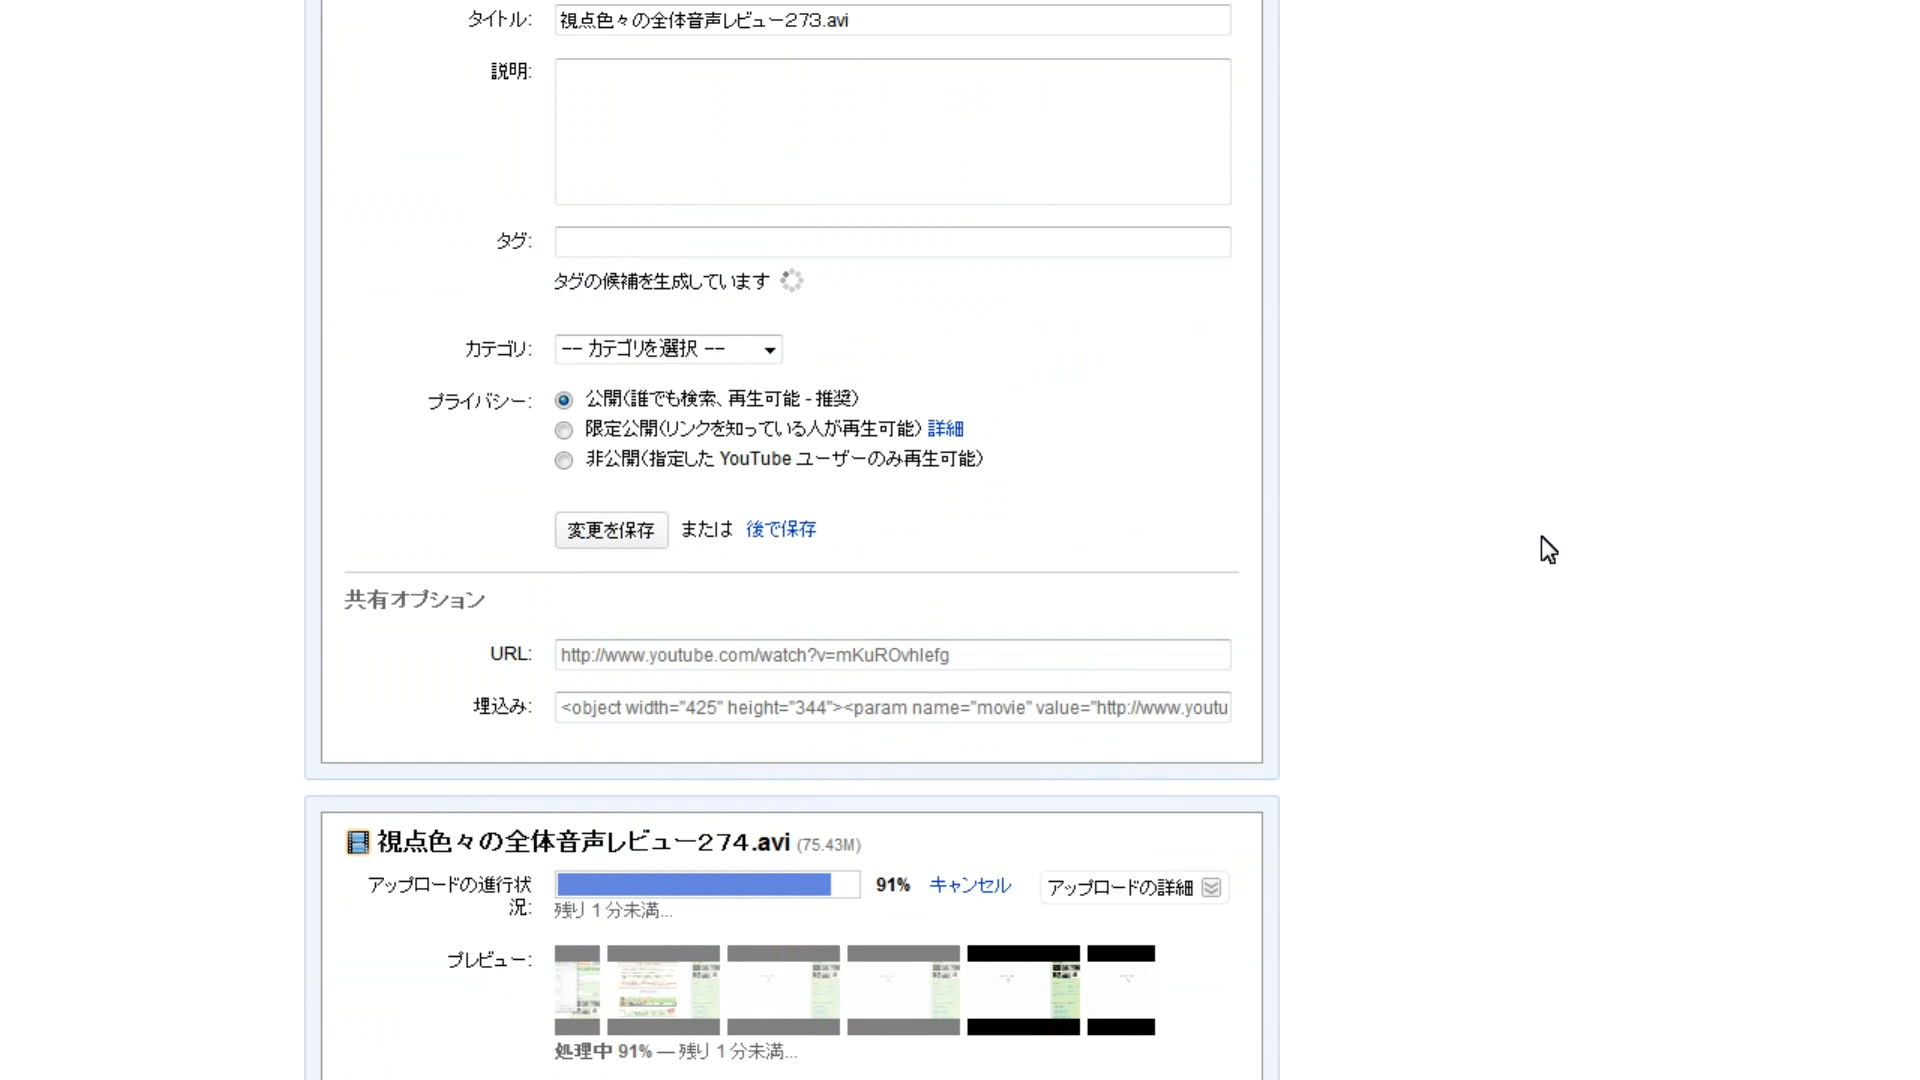 タイトル: 視点色々の全体音声レビュー273.avi
説明:
タグ:
タグの候補を生成しています
カテゴリ: -- カテゴリを選択 --
プライバシー: 公開(誰でも検索、再生可能 - 推奨)
限定公開(リンクを知っている人が再生可能) 詳細
非公開(指定した YouTube ユーザーのみ再生可能)
変更を保存 または 後で保存
共有オプション
URL: http://www.youtube.com/watch?v=mKuROvhIefg
埋込み: <object width="425" height="344"><param name="movie" value="http://www.youtu
視点色々の全体音声レビュー274.avi (75.43M)
アップロードの進行状況: 91% キャンセル アップロードの詳細
残り 1 分未満...
プレビュー:
処理中 91% — 残り 1 分未満...